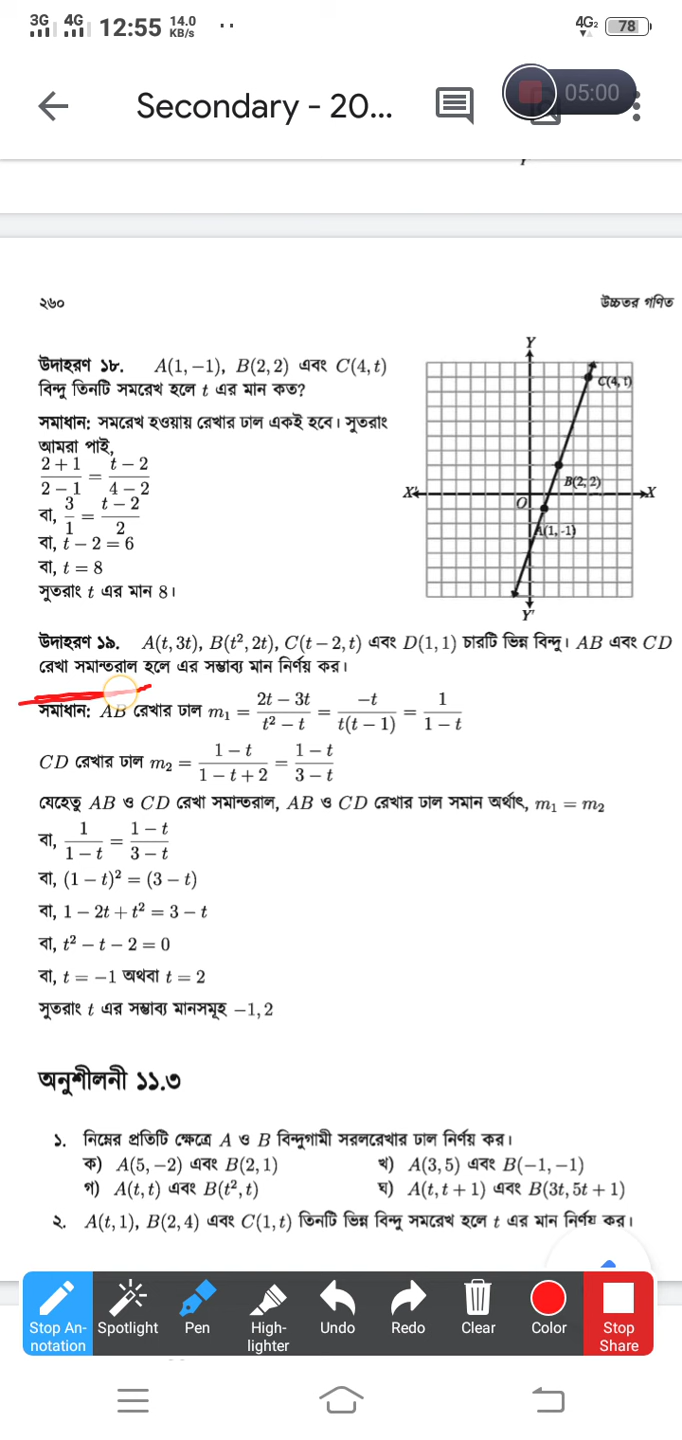 3G 4G 12:55 14.0 KB/s ··
4G2 78
Secondary - 20...
05:00
২৬০
উচ্চতর গণিত
উদাহরণ ১৮. A(1, −1), B(2, 2) এবং C(4, t)
বিন্দু তিনটি সমরেখ হলে t এর মান কত?
সমাধান: সমরেখ হওয়ায় রেখার ঢাল একই হবে। সুতরাং
আমরা পাই,
(2 + 1)/(2 − 1) = (t − 2)/(4 − 2)
বা, 3/1 = (t − 2)/2
বা, t − 2 = 6
বা, t = 8
সুতরাং t এর মান 8।
Y
C(4, t)
B(2, 2)
X′
O
X
A(1, -1)
Y′
উদাহরণ ১৯. A(t, 3t), B(t², 2t), C(t − 2, t) এবং D(1, 1) চারটি ভিন্ন বিন্দু। AB এবং CD
রেখা সমান্তরাল হলে এর সম্ভাব্য মান নির্ণয় কর।
সমাধান: AB রেখার ঢাল m₁ = (2t − 3t)/(t² − t) = −t/(t(t − 1)) = 1/(1 − t)
CD রেখার ঢাল m₂ = (1 − t)/(1 − t + 2) = (1 − t)/(3 − t)
যেহেতু AB ও CD রেখা সমান্তরাল, AB ও CD রেখার ঢাল সমান অর্থাৎ, m₁ = m₂
বা, 1/(1 − t) = (1 − t)/(3 − t)
বা, (1 − t)² = (3 − t)
বা, 1 − 2t + t² = 3 − t
বা, t² − t − 2 = 0
বা, t = −1 অথবা t = 2
সুতরাং t এর সম্ভাব্য মানসমূহ −1, 2
অনুশীলনী ১১.৩
১. নিম্নের প্রতিটি ক্ষেত্রে A ও B বিন্দুগামী সরলরেখার ঢাল নির্ণয় কর।
ক) A(5, −2) এবং B(2, 1) খ) A(3, 5) এবং B(−1, −1)
গ) A(t, t) এবং B(t², t) ঘ) A(t, t + 1) এবং B(3t, 5t + 1)
২. A(t, 1), B(2, 4) এবং C(1, t) তিনটি ভিন্ন বিন্দু সমরেখ হলে t এর মান নির্ণয় কর।
Stop An-
notation
Spotlight
Pen
High-
lighter
Undo
Redo
Clear
Color
Stop
Share